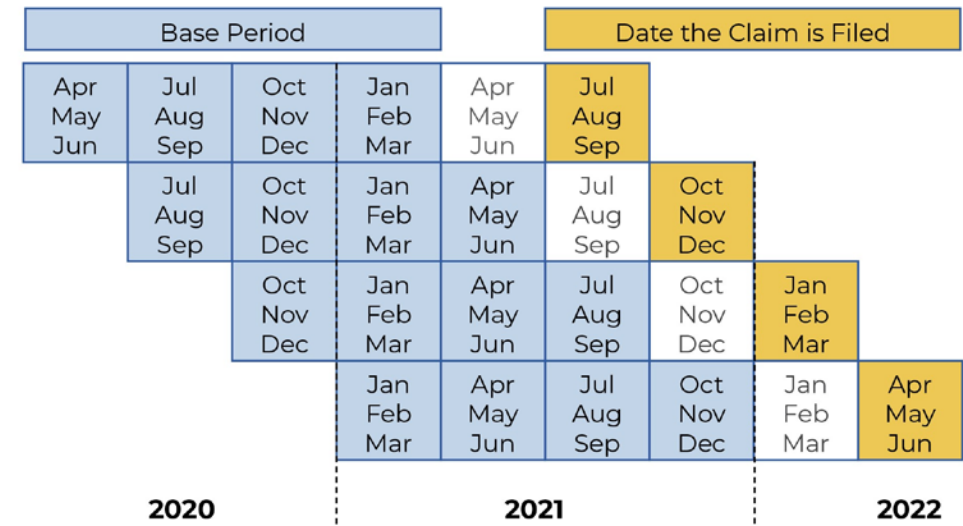 Base Period
Date the Claim is Filed
Apr Jul Oct Jan Apr Jul
May Aug Nov Feb May Aug
Jun Sep Dec Mar Jun Sep
Jul Oct Jan Apr Jul Oct
Aug Nov Feb May Aug Nov
Sep Dec Mar Jun Sep Dec
Oct Jan Apr Jul Oct Jan
Nov Feb May Aug Nov Feb
Dec Mar Jun Sep Dec Mar
Jan Apr Jul Oct Jan Apr
Feb May Aug Nov Feb May
Mar Jun Sep Dec Mar Jun
2020 2021 2022